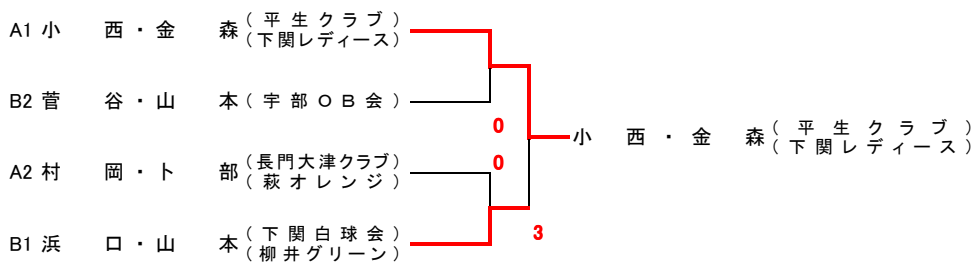 A1 小 西・金 森 (平生クラブ)
(下関レディース)
B2 菅 谷・山 本 (宇部OB会)
0
小 西・金 森 (平生クラブ)
(下関レディース)
0
A2 村 岡・卜 部 (長門大津クラブ)
(萩オレンジ)
3
B1 浜 口・山 本 (下関白球会)
(柳井グリーン)